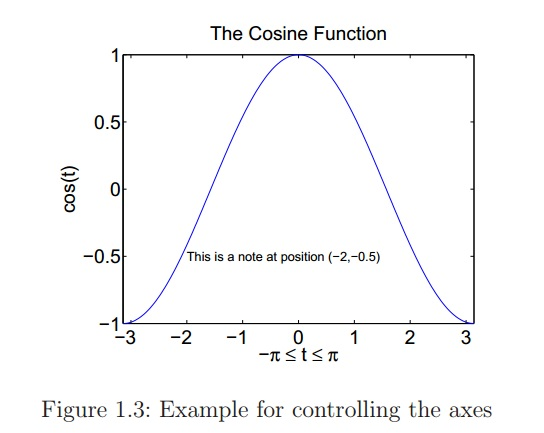 The Cosine Function
1
0.5
0
−0.5
−1
cos(t)
This is a note at position (−2,−0.5)
−3 −2 −1 0 1 2 3
−π ≤ t ≤ π
Figure 1.3: Example for controlling the axes